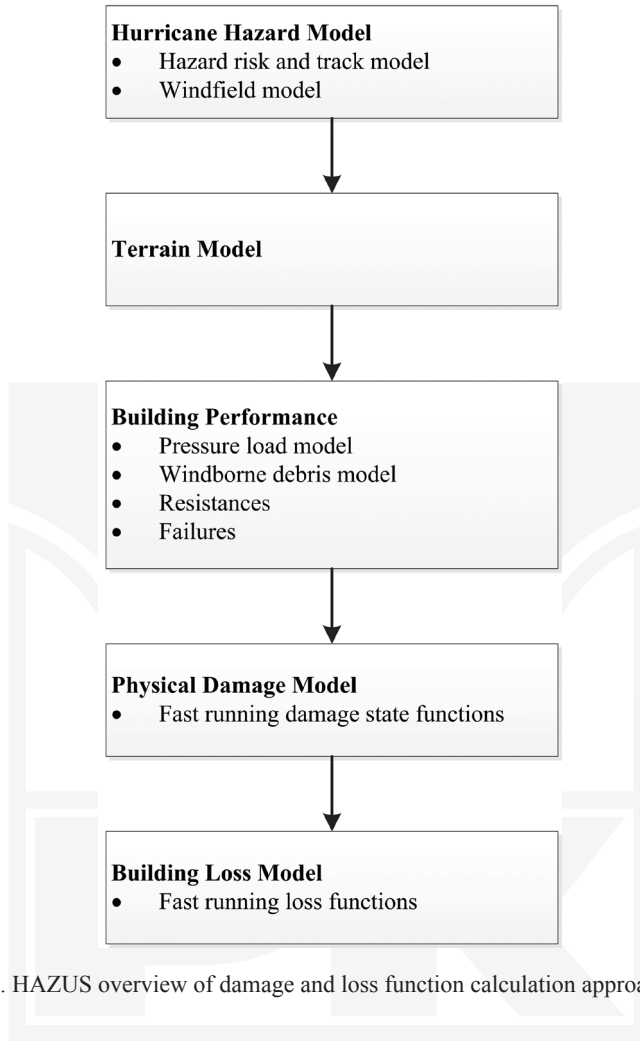 Hurricane Hazard Model
• Hazard risk and track model
• Windfield model
Terrain Model
Building Performance
• Pressure load model
• Windborne debris model
• Resistances
• Failures
Physical Damage Model
• Fast running damage state functions
Building Loss Model
• Fast running loss functions
. HAZUS overview of damage and loss function calculation